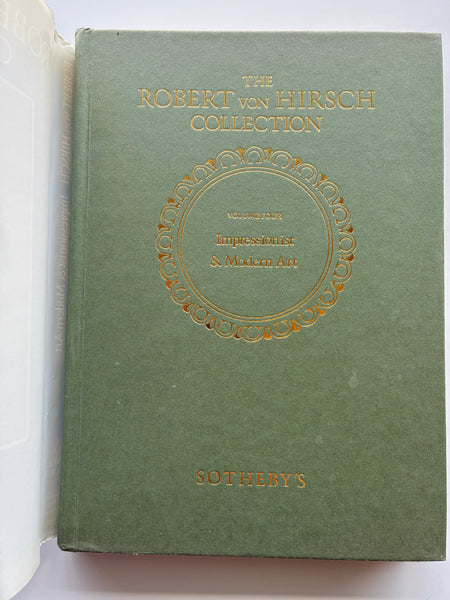 THE
ROBERT VON HIRSCH
COLLECTION
VOLUME FOUR
Impressionist
& Modern Art
SOTHEBY'S